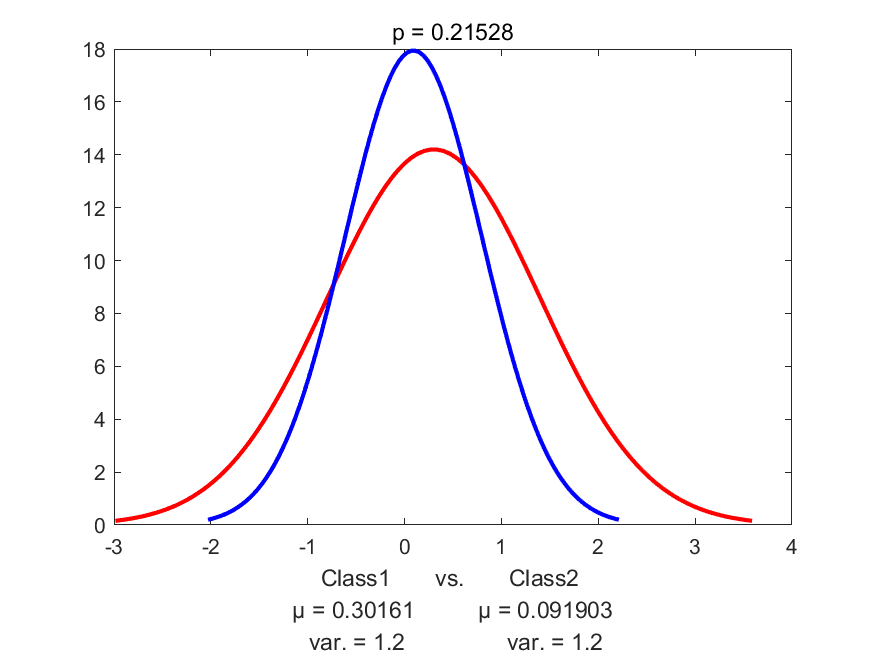 p = 0.21528
18
16
14
12
10
8
6
4
2
0
-3 -2 -1 0 1 2 3 4
Class1 vs. Class2
μ = 0.30161 μ = 0.091903
var. = 1.2 var. = 1.2